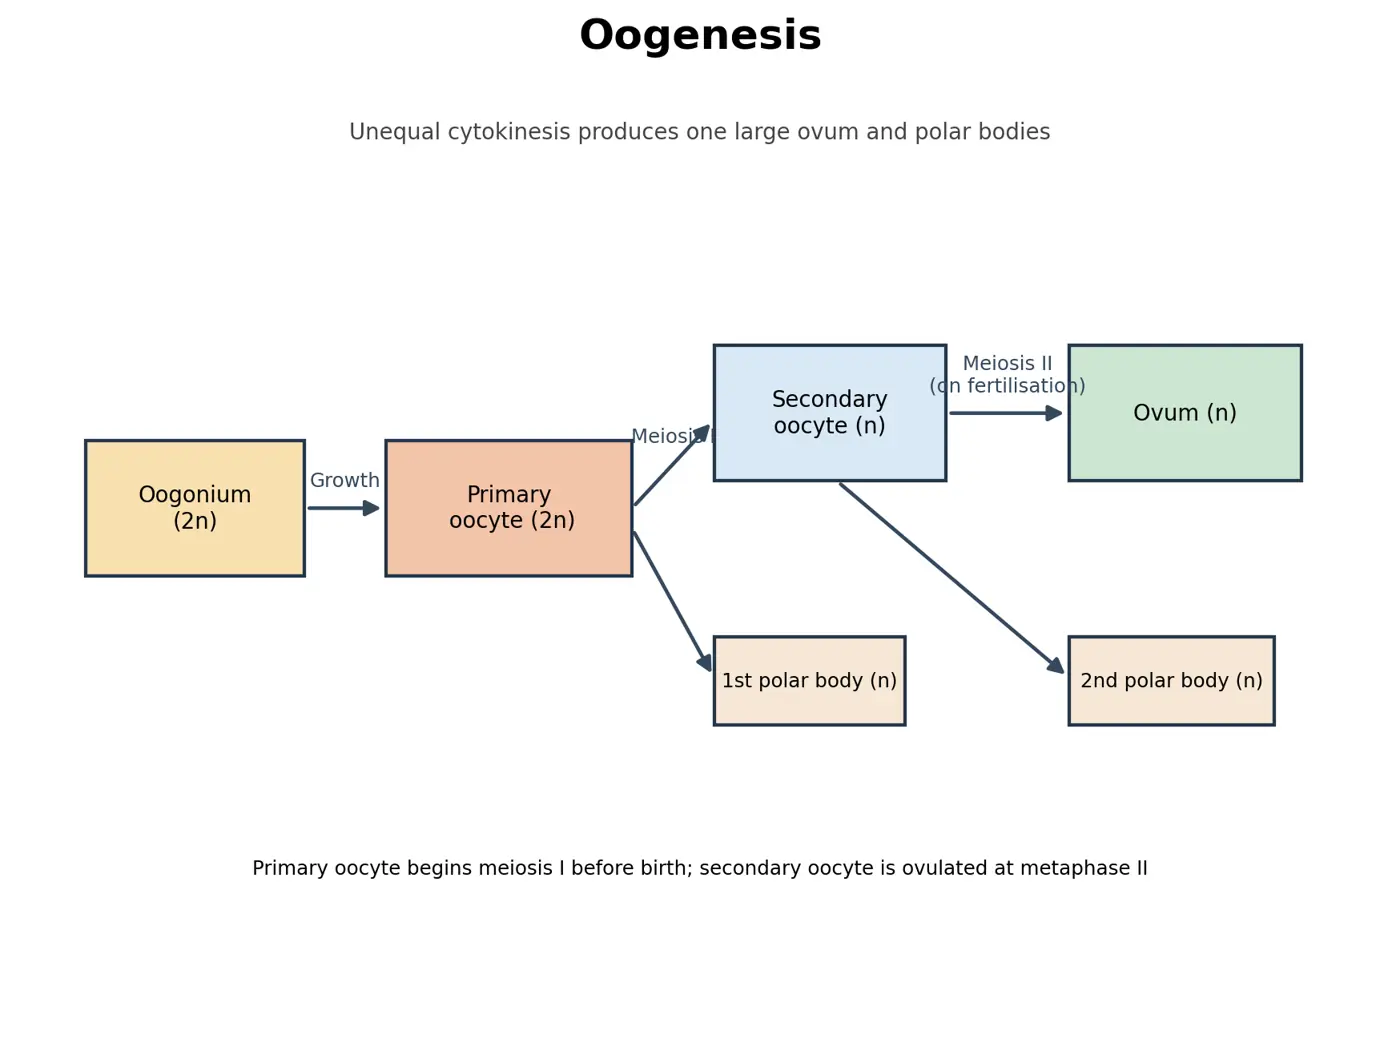 Oogenesis
Unequal cytokinesis produces one large ovum and polar bodies
Oogonium
(2n)
Growth
Primary
oocyte (2n)
Meiosis I
Secondary
oocyte (n)
Meiosis II
(on fertilisation)
Ovum (n)
1st polar body (n)
2nd polar body (n)
Primary oocyte begins meiosis I before birth; secondary oocyte is ovulated at metaphase II